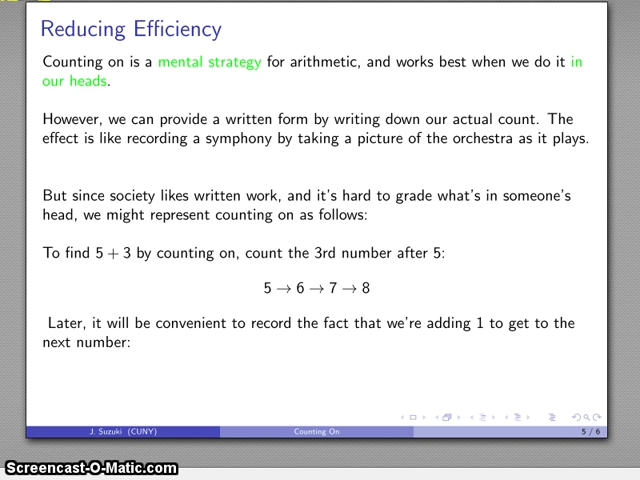 Reducing Efficiency
Counting on is a mental strategy for arithmetic, and works best when we do it in
our heads.
However, we can provide a written form by writing down our actual count. The
effect is like recording a symphony by taking a picture of the orchestra as it plays.
But since society likes written work, and it's hard to grade what's in someone's
head, we might represent counting on as follows:
To find 5 + 3 by counting on, count the 3rd number after 5:
5 → 6 → 7 → 8
Later, it will be convenient to record the fact that we're adding 1 to get to the
next number:
J. Suzuki (CUNY) Counting On 5 / 6
Screencast-O-Matic.com